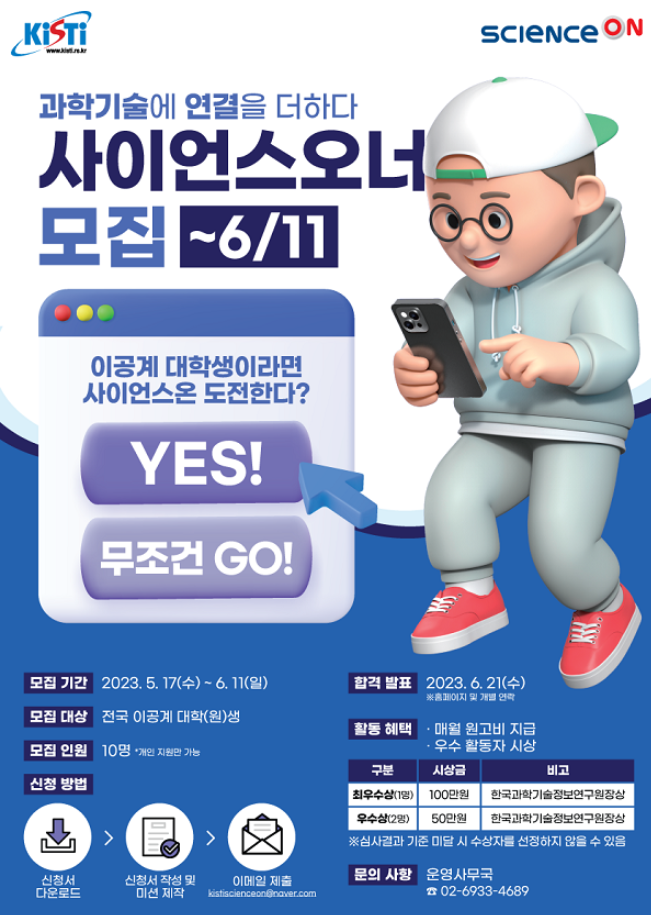 KiSTi
www.kisti.re.kr
SCIENCE ON
과학기술에 연결을 더하다
사이언스오너
모집 ~6/11
이공계 대학생이라면
사이언스온 도전한다?
YES!
무조건 GO!
모집 기간 2023. 5. 17(수) ~ 6. 11(일)
모집 대상 전국 이공계 대학(원)생
모집 인원 10명 *개인 지원만 가능
신청 방법
신청서
다운로드
신청서 작성 및
미션 제작
이메일 제출
kistiscienceon@naver.com
합격 발표 2023. 6. 21(수)
※홈페이지 및 개별 연락
활동 혜택 · 매월 원고비 지급
· 우수 활동자 시상
구분 시상금 비고
최우수상(1명) 100만원 한국과학기술정보연구원장상
우수상(2명) 50만원 한국과학기술정보연구원장상
※심사결과 기준 미달 시 수상자를 선정하지 않을 수 있음
문의 사항 운영사무국
☎ 02-6933-4689